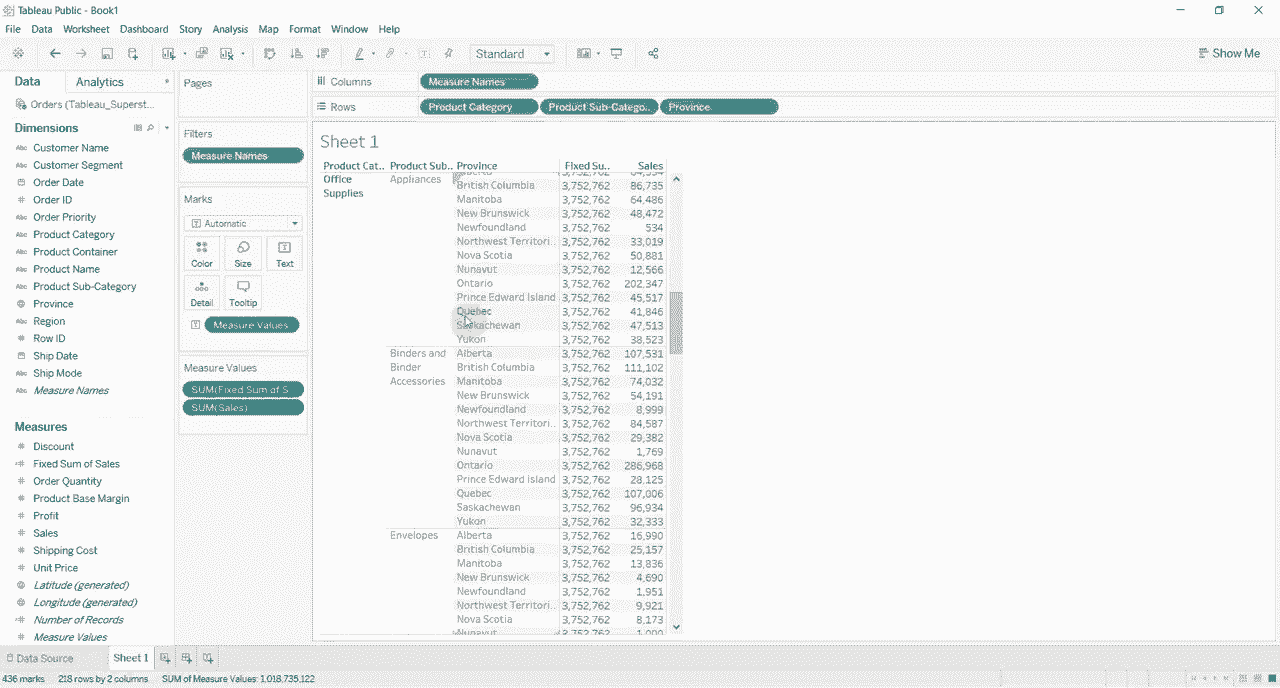 Tableau Public - Book1
File Data Worksheet Dashboard Story Analysis Map Format Window Help
Standard
Show Me
Data Analytics
Pages
Columns Measure Names
Rows Product Category Product Sub-Catego.. Province
Orders (Tableau_Superst...
Dimensions
Customer Name
Customer Segment
Order Date
Order ID
Order Priority
Product Category
Product Container
Product Name
Product Sub-Category
Province
Region
Row ID
Ship Date
Ship Mode
Measure Names
Measures
Discount
Fixed Sum of Sales
Order Quantity
Product Base Margin
Profit
Sales
Shipping Cost
Unit Price
Latitude (generated)
Longitude (generated)
Number of Records
Measure Values
Filters
Measure Names
Marks
Automatic
Color Size Text
Detail Tooltip
Measure Values
Measure Values
SUM(Fixed Sum of S
SUM(Sales)
Sheet 1
Product Cat.. Product Sub.. Province Fixed Su.. Sales
Office Supplies
Appliances
British Columbia 3,752,762 86,735
Manitoba 3,752,762 64,486
New Brunswick 3,752,762 48,472
Newfoundland 3,752,762 534
Northwest Territori.. 3,752,762 33,019
Nova Scotia 3,752,762 50,881
Nunavut 3,752,762 12,566
Ontario 3,752,762 202,347
Prince Edward Island 3,752,762 45,517
Quebec 3,752,762 41,846
Saskachewan 3,752,762 47,513
Yukon 3,752,762 38,523
Binders and Binder Accessories
Alberta 3,752,762 107,531
British Columbia 3,752,762 111,102
Manitoba 3,752,762 74,032
New Brunswick 3,752,762 54,191
Newfoundland 3,752,762 8,999
Northwest Territori.. 3,752,762 84,587
Nova Scotia 3,752,762 29,382
Nunavut 3,752,762 1,769
Ontario 3,752,762 286,968
Prince Edward Island 3,752,762 28,125
Quebec 3,752,762 107,006
Saskachewan 3,752,762 96,934
Yukon 3,752,762 32,333
Envelopes
Alberta 3,752,762 16,990
British Columbia 3,752,762 25,157
Manitoba 3,752,762 13,836
New Brunswick 3,752,762 4,690
Newfoundland 3,752,762 1,951
Northwest Territori.. 3,752,762 9,921
Nova Scotia 3,752,762 8,173
Nunavut 3,752,762 1,000
Data Source Sheet 1
436 marks 218 rows by 2 columns SUM of Measure Values: 1,018,735,122